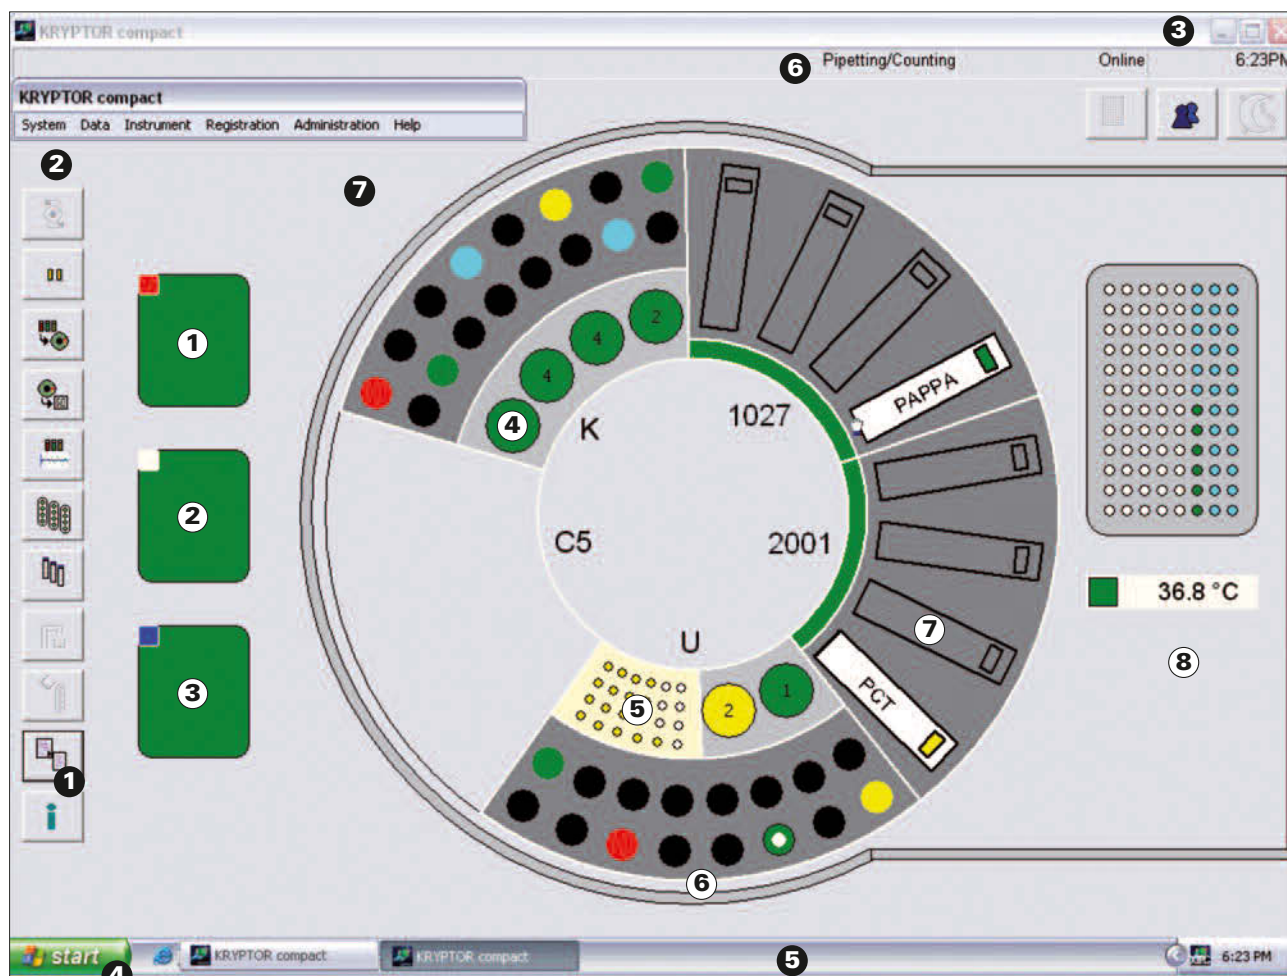 KRYPTOR compact
3
6
Pipetting/Counting
Online
6:23PM
KRYPTOR compact
System Data Instrument Registration Administration Help
2
7
1
2
3
4
4
2
4
K
1027
PAPPA
C5
2001
36.8 °C
U
7
8
5
2
1
PCT
1
i
6
start
KRYPTOR compact
KRYPTOR compact
6:23 PM
4
5